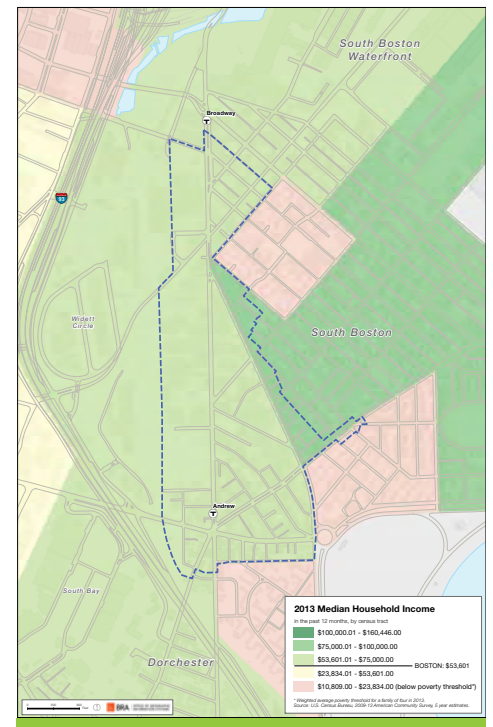 South Boston
Waterfront
Broadway
T
93
Widett
Circle
South Boston
Andrew
T
South Bay
Dorchester
2013 Median Household Income
in the past 12 months, by census tract
$100,000.01 - $160,446.00
$75,000.01 - $100,000.00
$53,601.01 - $75,000.00
BOSTON: $53,601
$23,834.01 - $53,601.00
$10,809.00 - $23,834.00 (below poverty threshold*)
* Weighted average poverty threshold for a family of four in 2013.
Source: U.S. Census Bureau, 2009-13 American Community Survey, 5 year estimates.
BRA